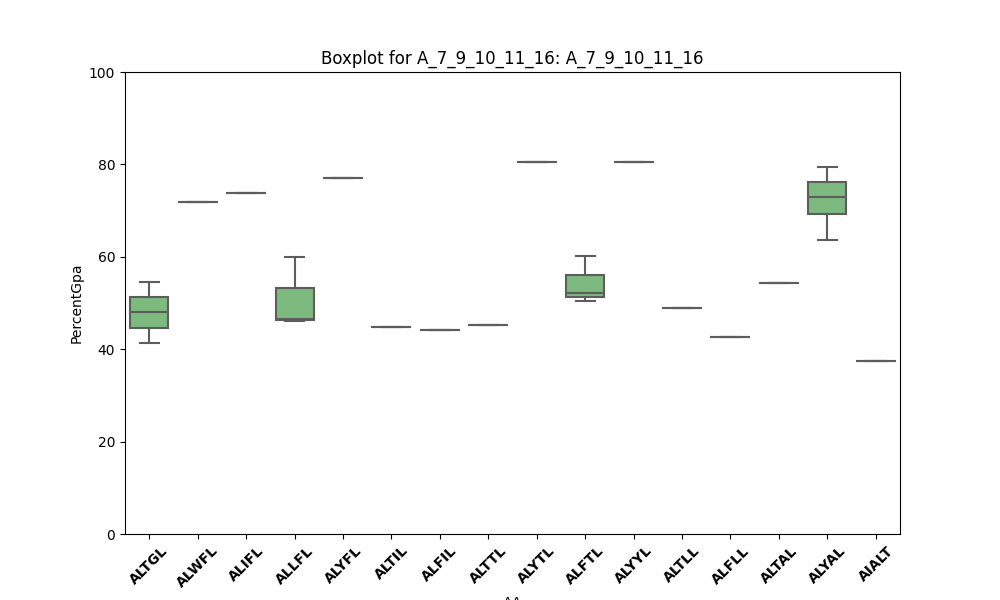 Boxplot for A_7_9_10_11_16: A_7_9_10_11_16
PercentGpa
100
80
60
40
20
0
ALTGL
ALWFL
ALIFL
ALLFL
ALYFL
ALTIL
ALFIL
ALTTL
ALYTL
ALFTL
ALYYL
ALTLL
ALFLL
ALTAL
ALYAL
AIALT